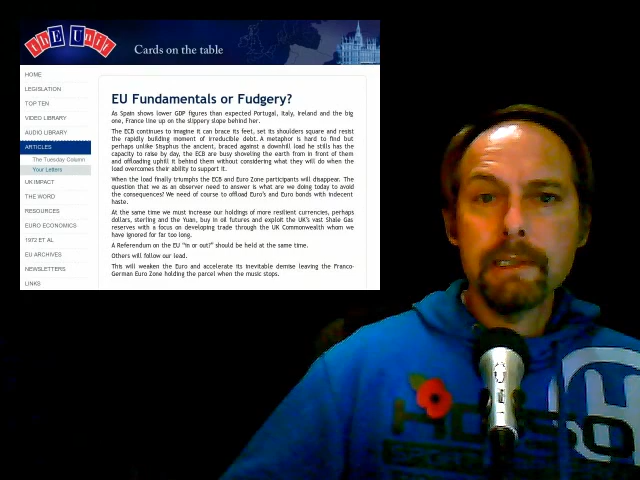 thE Unit
Cards on the table
HOME
LEGISLATION
TOP TEN
VIDEO LIBRARY
AUDIO LIBRARY
ARTICLES
The Tuesday Column
Your Letters
UK IMPACT
THE WORD
RESOURCES
EURO ECONOMICS
1972 ET AL
EU ARCHIVES
NEWSLETTERS
LINKS
EU Fundamentals or Fudgery?
As Spain shows lower GDP figures than expected Portugal, Italy, Ireland and the big
one, France line up on the slippery slope behind her.
The ECB continues to imagine it can brace its feet, set its shoulders square and resist
the rapidly building moment of irreducible debt. A metaphor is hard to find but
perhaps unlike Sisyphus the ancient, braced against a downhill load he stills has the
capacity to raise by day, the ECB are busy shoveling the earth from in front of them
and offloading uphill it behind them without considering what they will do when the
load overcomes their ability to support it.
When the load finally triumphs the ECB and Euro Zone participants will disappear. The
question that we as an observer need to answer is what are we doing today to avoid
the consequences? We need of course to offload Euro's and Euro bonds with indecent
haste.
At the same time we must increase our holdings of more resilient currencies, perhaps
dollars, sterling and the Yuan, buy in oil futures and exploit the UK's vast Shale Gas
reserves with a focus on developing trade through the UK Commonwealth whom we
have ignored for far too long.
A Referendum on the EU "in or out?" should be held at the same time.
Others will follow our lead.
This will weaken the Euro and accelerate its inevitable demise leaving the Franco-
German Euro Zone holding the parcel when the music stops.